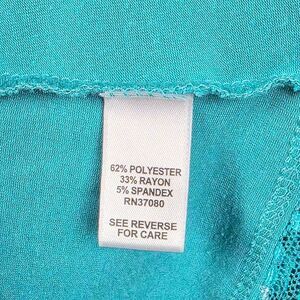 62% POLYESTER
33% RAYON
5% SPANDEX
RN37080
SEE REVERSE
FOR CARE